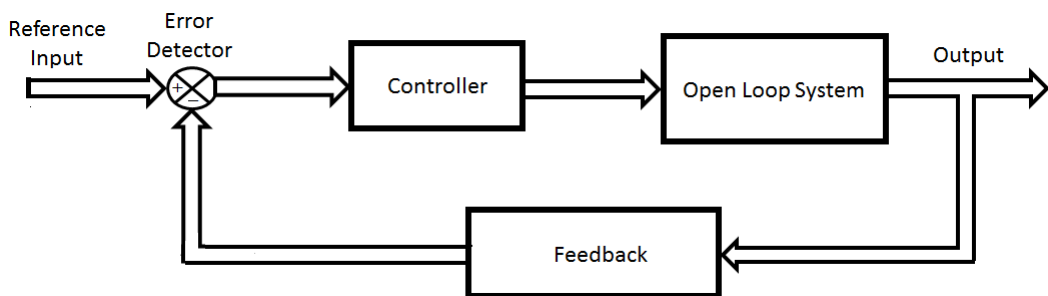 Reference
Input
Error
Detector
+
−
Controller
Open Loop System
Output
Feedback